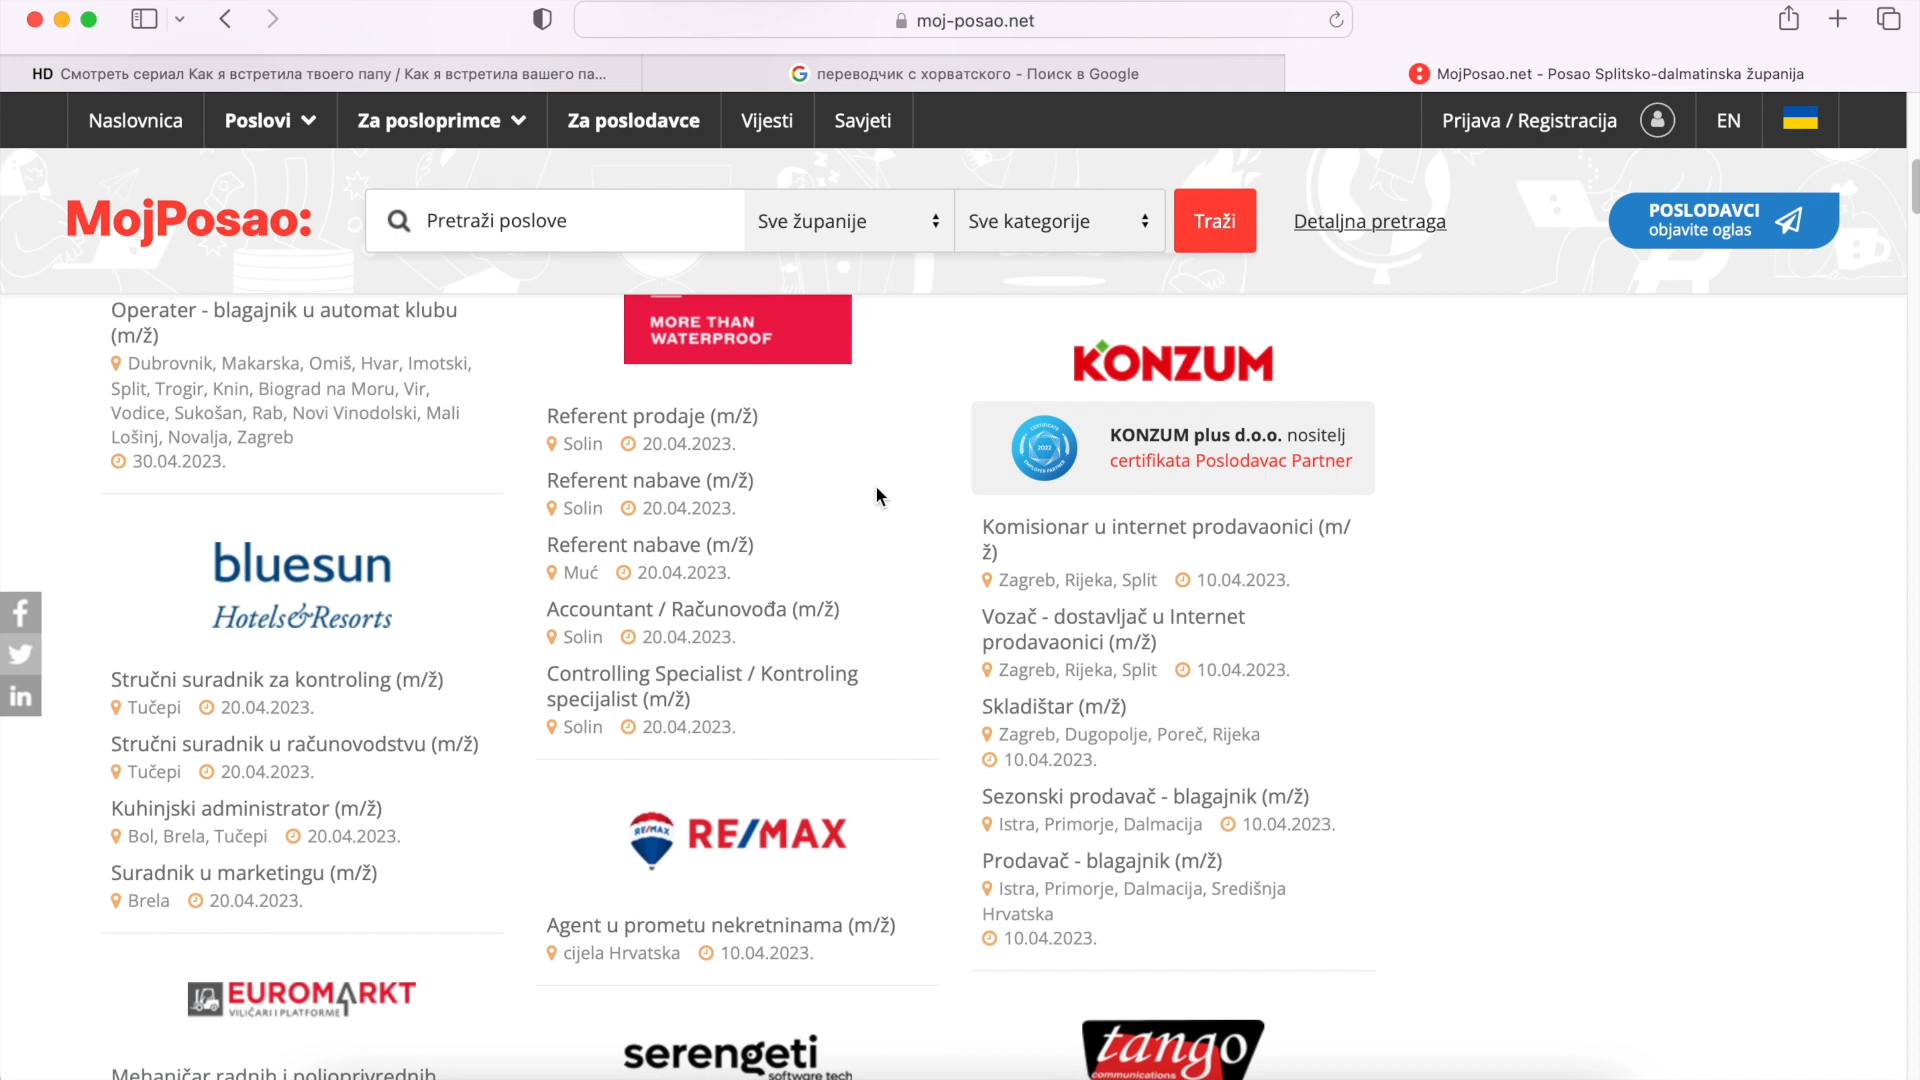 moj-posao.net
HD Смотреть сериал Как я встретила твоего папу / Как я встретила вашего па...
переводчик с хорватского - Поиск в Google
MojPosao.net - Posao Splitsko-dalmatinska županija
Naslovnica
Poslovi
Za posloprimce
Za poslodavce
Vijesti
Savjeti
Prijava / Registracija
EN
MojPosao:
Pretraži poslove
Sve županije
Sve kategorije
Traži
Detaljna pretraga
POSLODAVCI
objavite oglas
Operater - blagajnik u automat klubu
(m/ž)
Dubrovnik, Makarska, Omiš, Hvar, Imotski,
Split, Trogir, Knin, Biograd na Moru, Vir,
Vodice, Sukošan, Rab, Novi Vinodolski, Mali
Lošinj, Novalja, Zagreb
30.04.2023.
bluesun
Hotels&Resorts
Stručni suradnik za kontroling (m/ž)
Tučepi 20.04.2023.
Stručni suradnik u računovodstvu (m/ž)
Tučepi 20.04.2023.
Kuhinjski administrator (m/ž)
Bol, Brela, Tučepi 20.04.2023.
Suradnik u marketingu (m/ž)
Brela 20.04.2023.
EUROMARKT
VILIČARI I PLATFORME
Mehaničar radnih i poljoprivrednih
MORE THAN
WATERPROOF
Referent prodaje (m/ž)
Solin 20.04.2023.
Referent nabave (m/ž)
Solin 20.04.2023.
Referent nabave (m/ž)
Muć 20.04.2023.
Accountant / Računovođa (m/ž)
Solin 20.04.2023.
Controlling Specialist / Kontroling
specijalist (m/ž)
Solin 20.04.2023.
RE/MAX
RE/MAX
Agent u prometu nekretninama (m/ž)
cijela Hrvatska 10.04.2023.
serengeti
software tech
KONZUM
CERTIFICATE
2022
EMPLOYER PARTNER
KONZUM plus d.o.o. nositelj
certifikata Poslodavac Partner
Komisionar u internet prodavaonici (m/
ž)
Zagreb, Rijeka, Split 10.04.2023.
Vozač - dostavljač u Internet
prodavaonici (m/ž)
Zagreb, Rijeka, Split 10.04.2023.
Skladištar (m/ž)
Zagreb, Dugopolje, Poreč, Rijeka
10.04.2023.
Sezonski prodavač - blagajnik (m/ž)
Istra, Primorje, Dalmacija 10.04.2023.
Prodavač - blagajnik (m/ž)
Istra, Primorje, Dalmacija, Središnja
Hrvatska
10.04.2023.
tango
communications